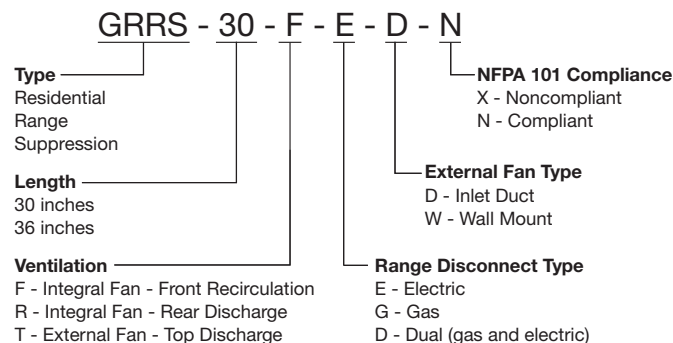 GRRS - 30 - F - E - D - N
Type
Residential
Range
Suppression
Length
30 inches
36 inches
Ventilation
F - Integral Fan - Front Recirculation
R - Integral Fan - Rear Discharge
T - External Fan - Top Discharge
NFPA 101 Compliance
X - Noncompliant
N - Compliant
External Fan Type
D - Inlet Duct
W - Wall Mount
Range Disconnect Type
E - Electric
G - Gas
D - Dual (gas and electric)